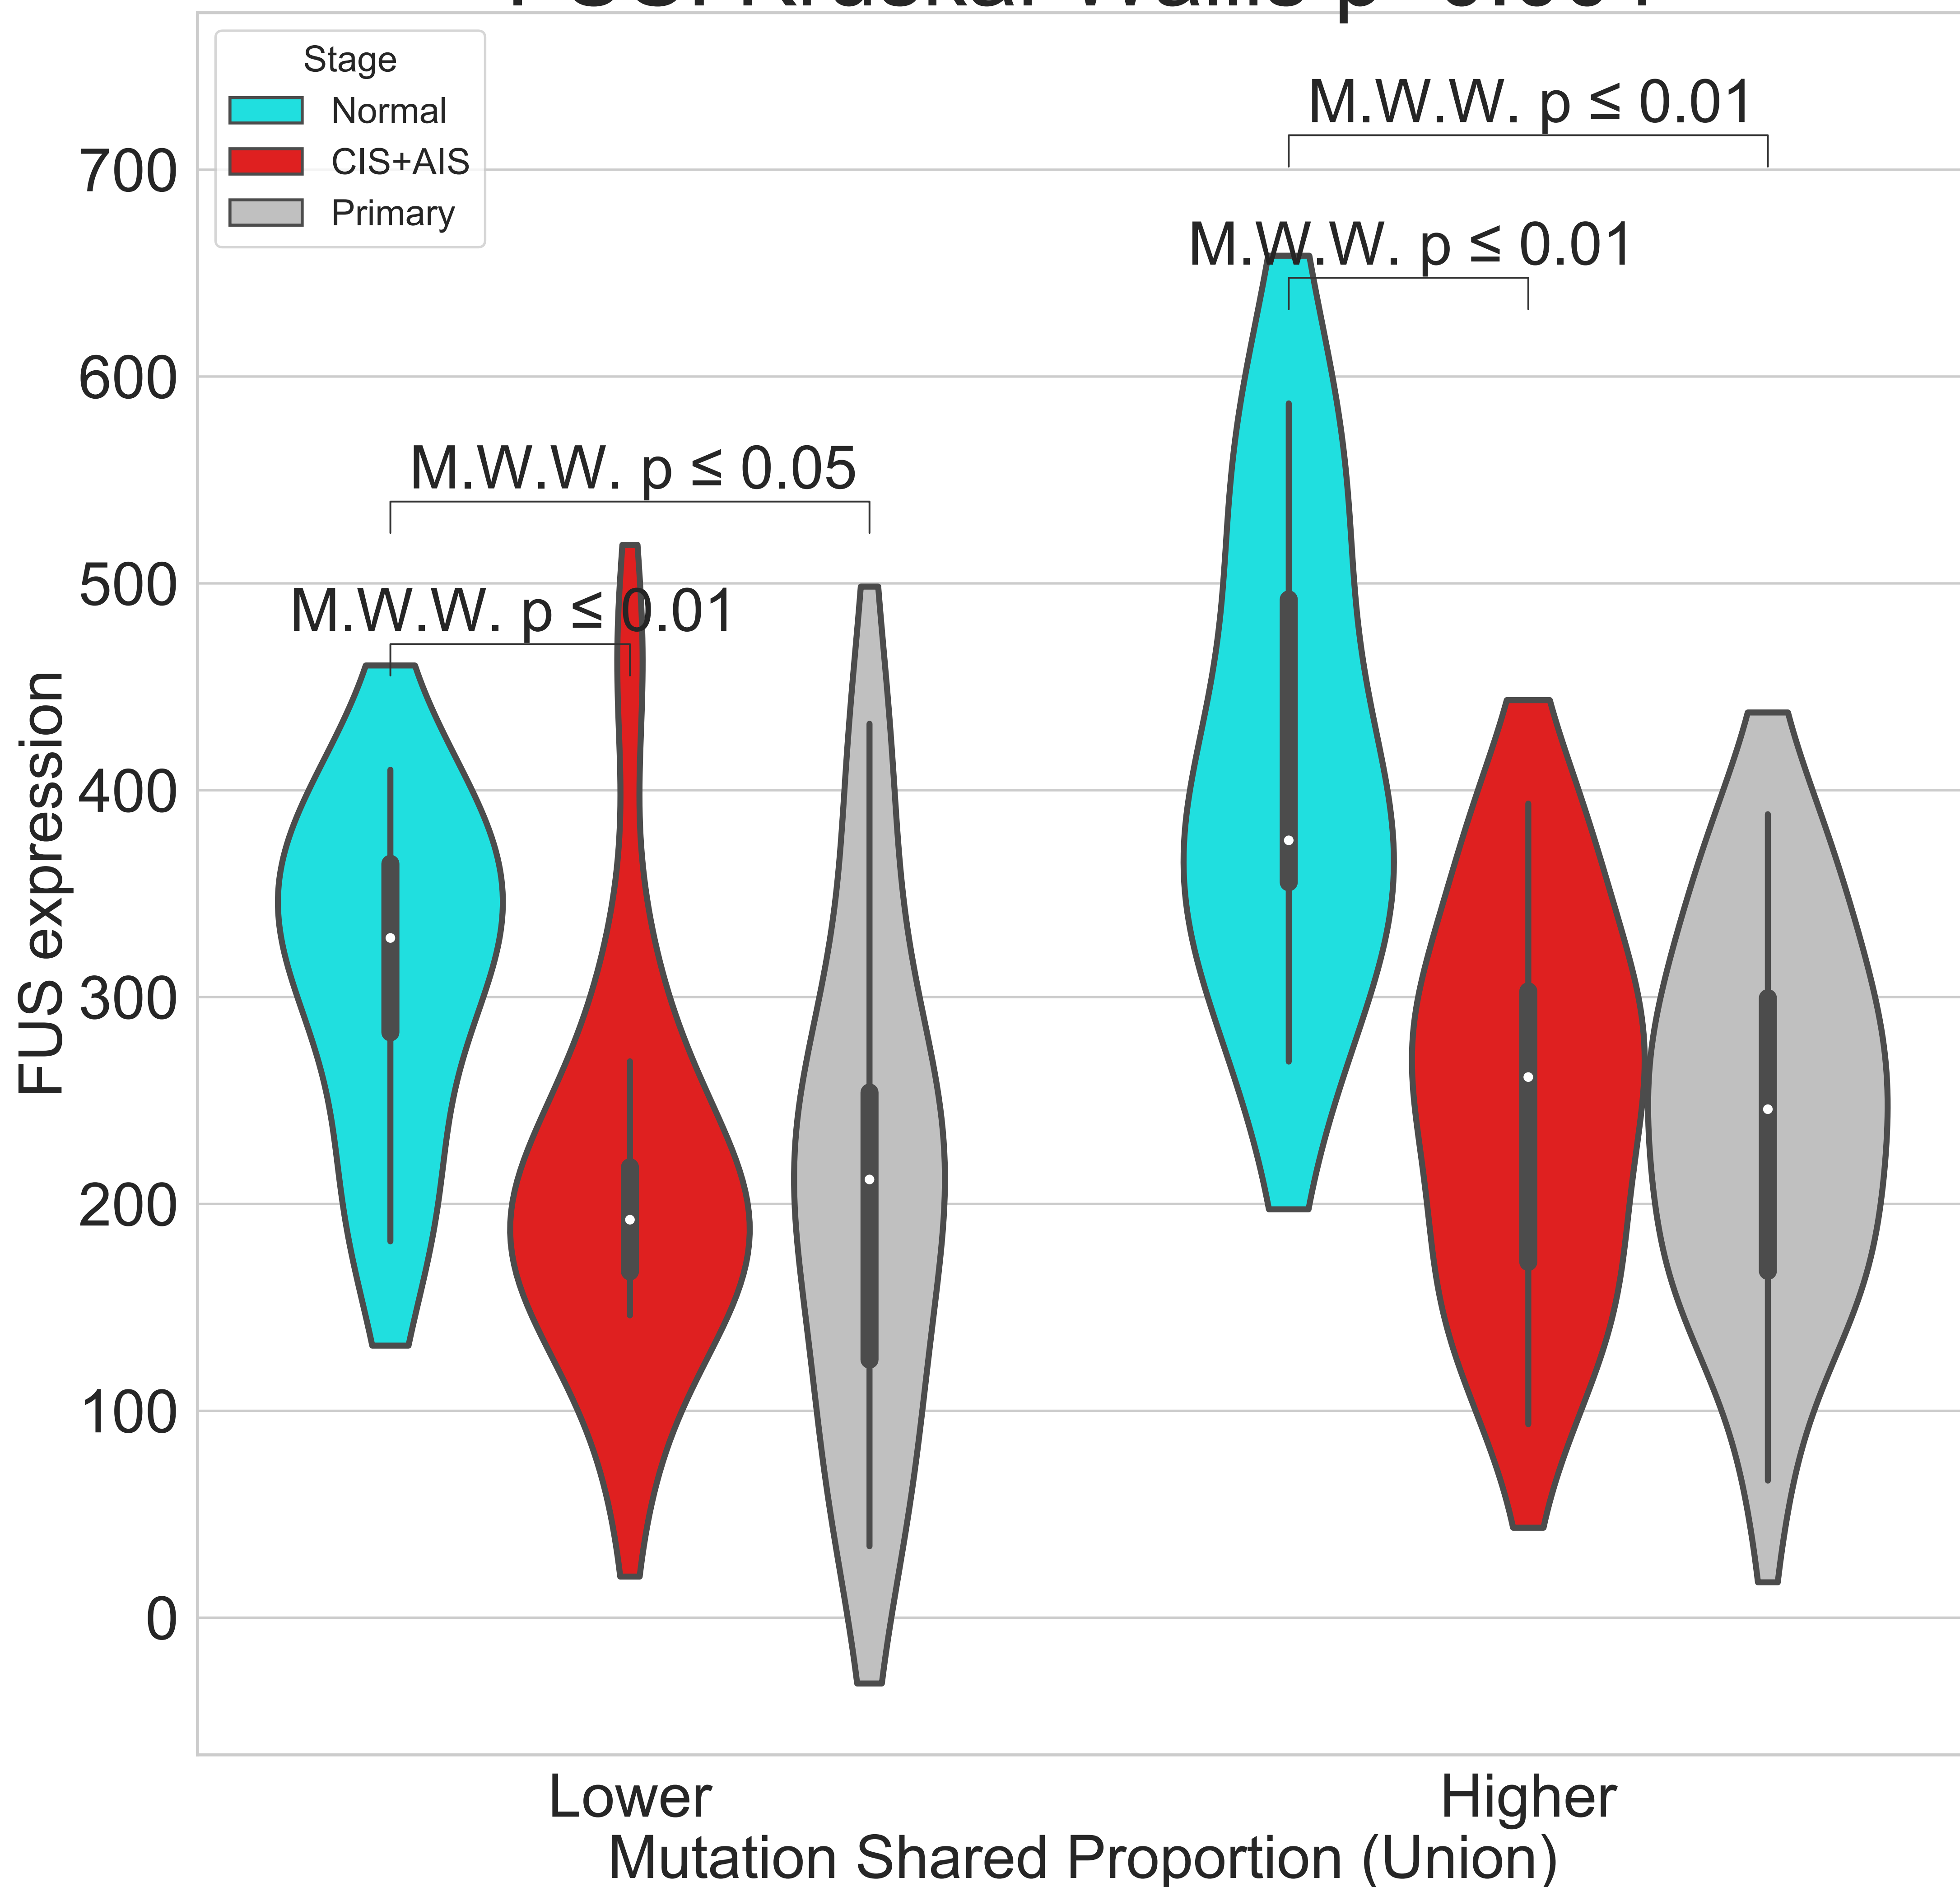 Stage
Normal
CIS+AIS
Primary
M.W.W. p ≤ 0.01
M.W.W. p ≤ 0.01
M.W.W. p ≤ 0.05
M.W.W. p ≤ 0.01
700
600
500
400
300
200
100
0
FUS expression
Lower
Higher
Mutation Shared Proportion (Union)